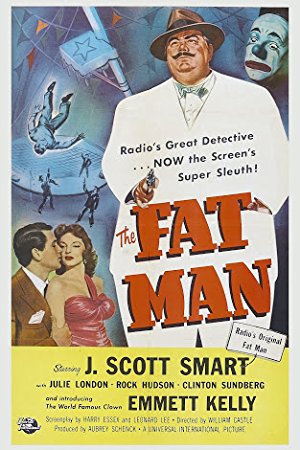 Radio's Great Detective
...NOW the Screen's
Super Sleuth!
The
FAT
MAN
Radio's Original
Fat Man
Starring J. SCOTT SMART
with JULIE LONDON · ROCK HUDSON · CLINTON SUNDBERG
and introducing
The World Famous Clown
EMMETT KELLY
Screenplay by HARRY ESSEX and LEONARD LEE · Directed by WILLIAM CASTLE
Produced by AUBREY SCHENCK · A UNIVERSAL INTERNATIONAL PICTURE